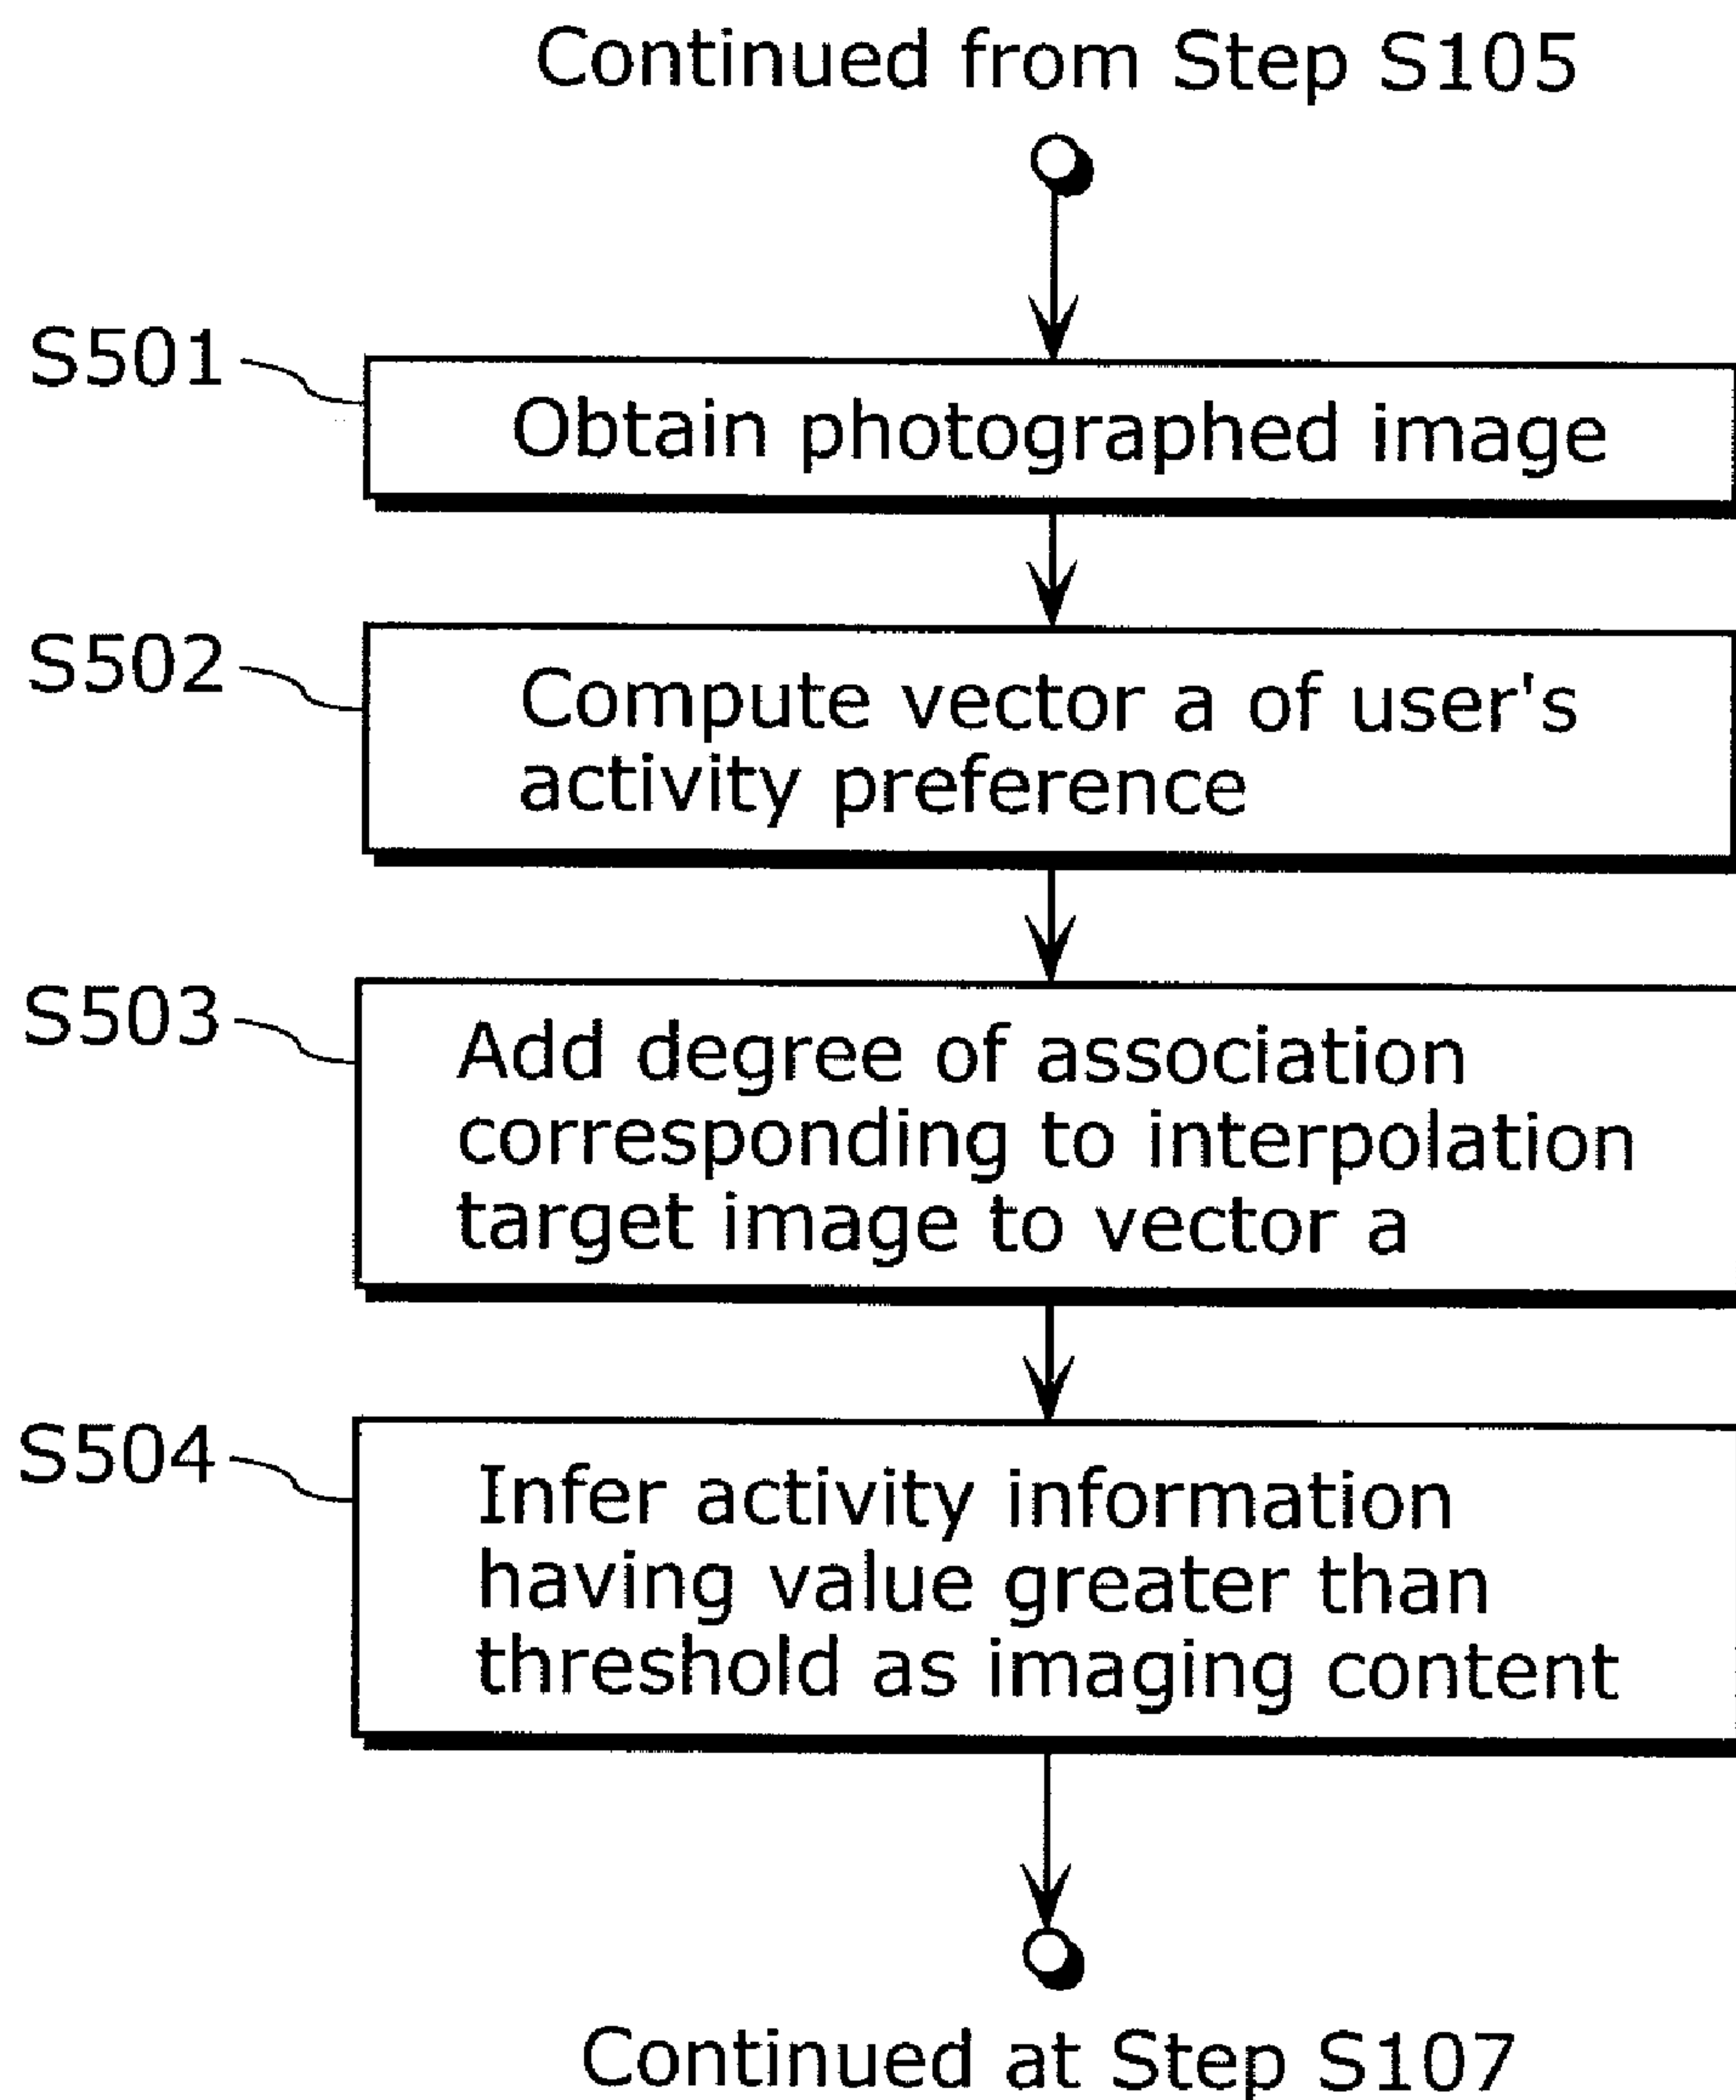 Continued from Step S105
S501
Obtain photographed image
S502
Compute vector a of user's
activity preference
S503
Add degree of association
corresponding to interpolation
target image to vector a
S504
Infer activity information
having value greater than
threshold as imaging content
Continued at Step S107